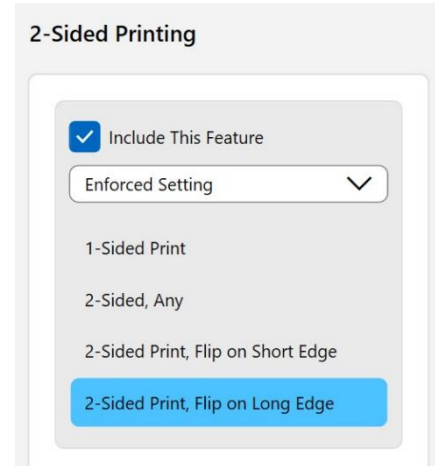 2-Sided Printing
Include This Feature
Enforced Setting
1-Sided Print
2-Sided, Any
2-Sided Print, Flip on Short Edge
2-Sided Print, Flip on Long Edge